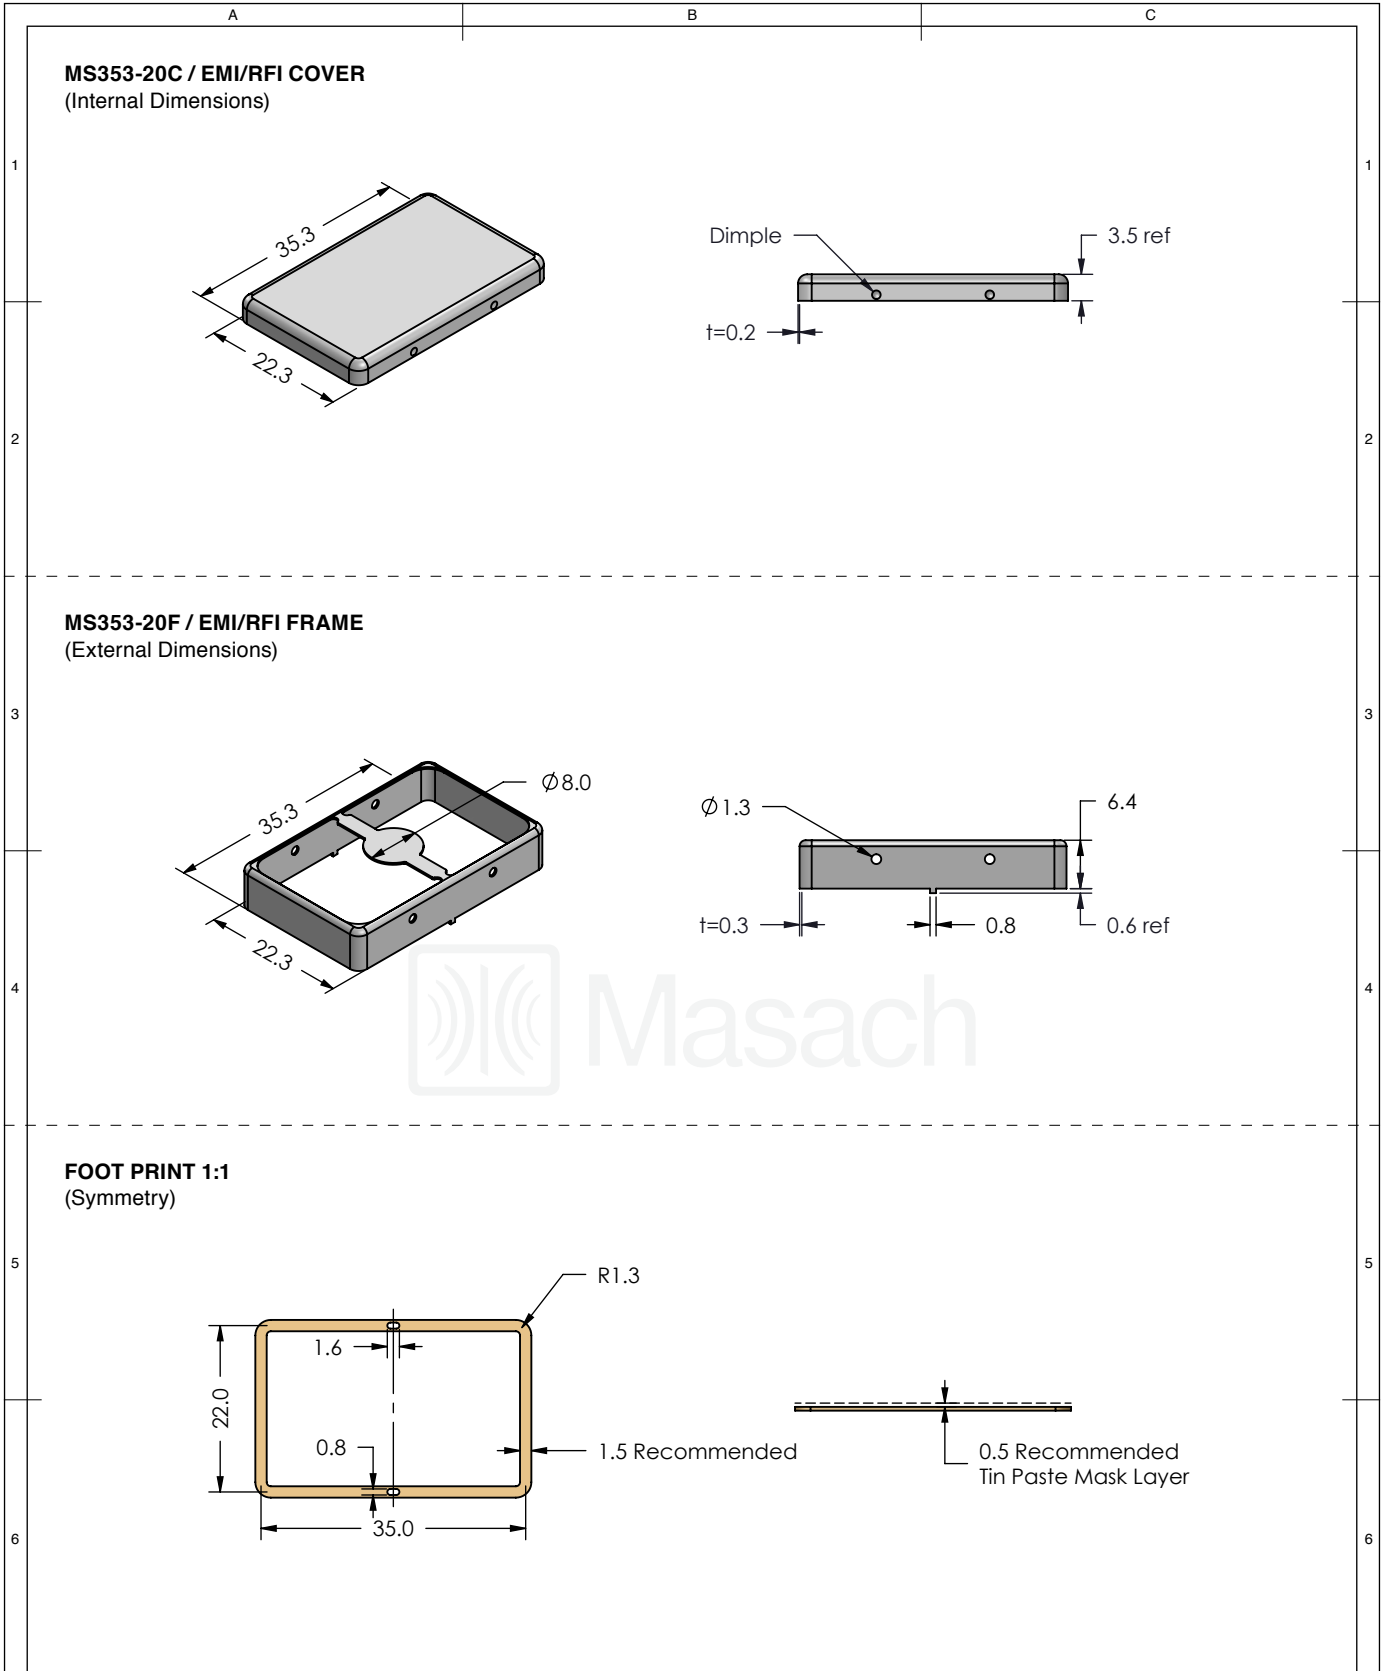 A B C
MS353-20C / EMI/RFI COVER
(Internal Dimensions)
1 1
35.3
22.3
Dimple
3.5 ref
t=0.2
2 2
MS353-20F / EMI/RFI FRAME
(External Dimensions)
3 3
35.3
Ø8.0
22.3
Ø1.3
6.4
t=0.3
0.8
0.6 ref
4 4
Masach
FOOT PRINT 1:1
(Symmetry)
5 5
R1.3
1.6
22.0
0.8
1.5 Recommended
35.0
0.5 Recommended
Tin Paste Mask Layer
6 6